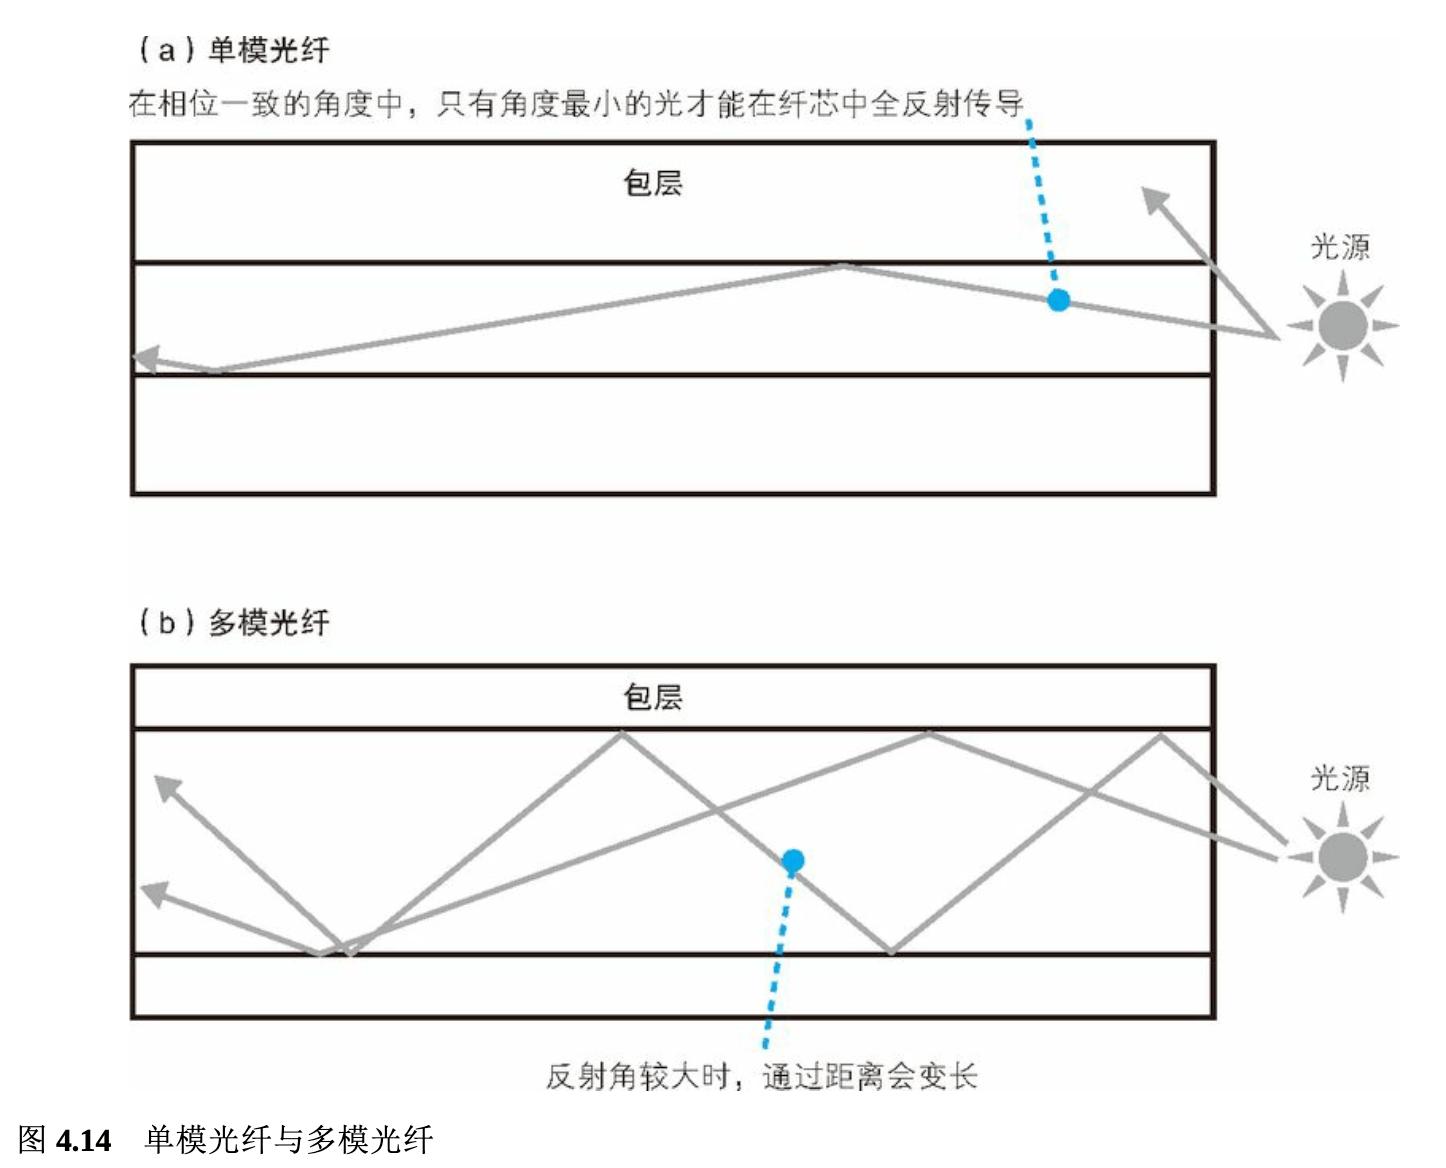 （a）单模光纤
在相位一致的角度中，只有角度最小的光才能在纤芯中全反射传导
包层
光源
（b）多模光纤
包层
光源
反射角较大时，通过距离会变长
图 4.14 单模光纤与多模光纤